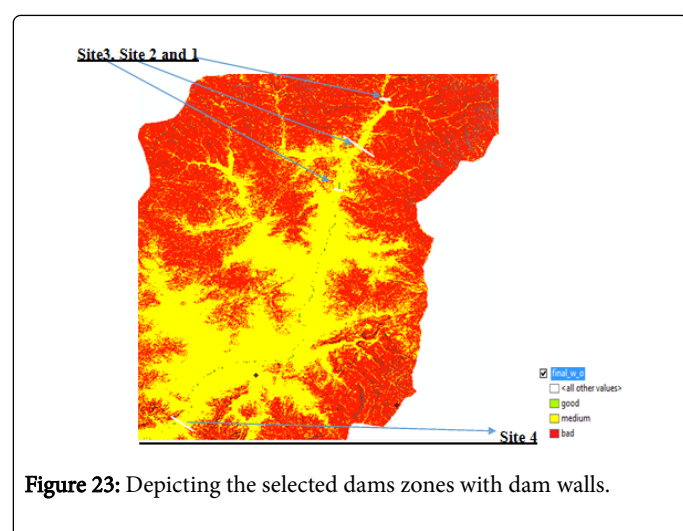 Site3. Site 2 and 1
final_w_o
<all other values>
good
medium
bad
Site 4
Figure 23: Depicting the selected dams zones with dam walls.